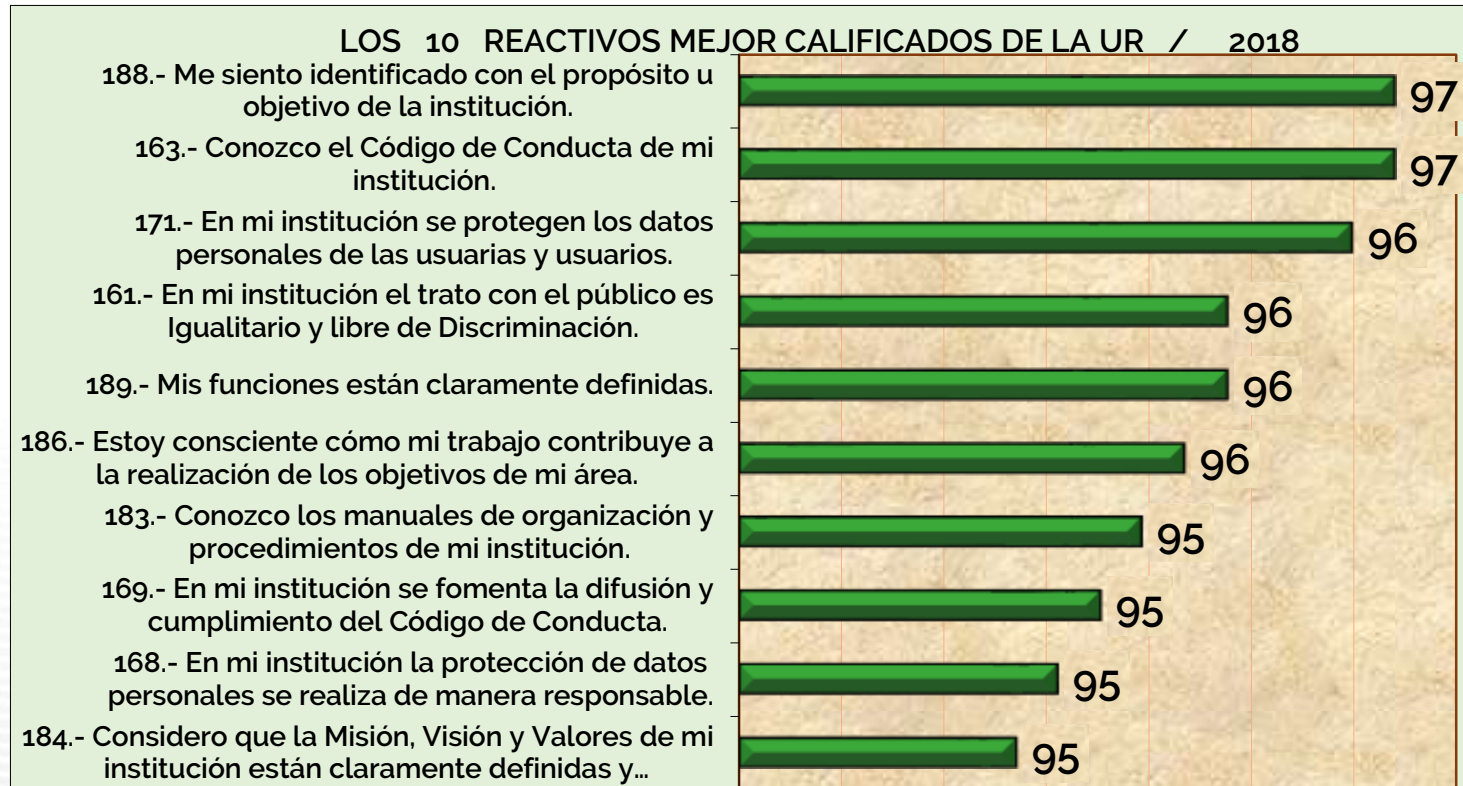 LOS 10 REACTIVOS MEJOR CALIFICADOS DE LA UR / 2018
188.- Me siento identificado con el propósito u
objetivo de la institución.
97
163.- Conozco el Código de Conducta de mi
institución.
97
171.- En mi institución se protegen los datos
personales de las usuarias y usuarios.
96
161.- En mi institución el trato con el público es
Igualitario y libre de Discriminación.
96
189.- Mis funciones están claramente definidas.
96
186.- Estoy consciente cómo mi trabajo contribuye a
la realización de los objetivos de mi área.
96
183.- Conozco los manuales de organización y
procedimientos de mi institución.
95
169.- En mi institución se fomenta la difusión y
cumplimiento del Código de Conducta.
95
168.- En mi institución la protección de datos
personales se realiza de manera responsable.
95
184.- Considero que la Misión, Visión y Valores de mi
institución están claramente definidas y...
95